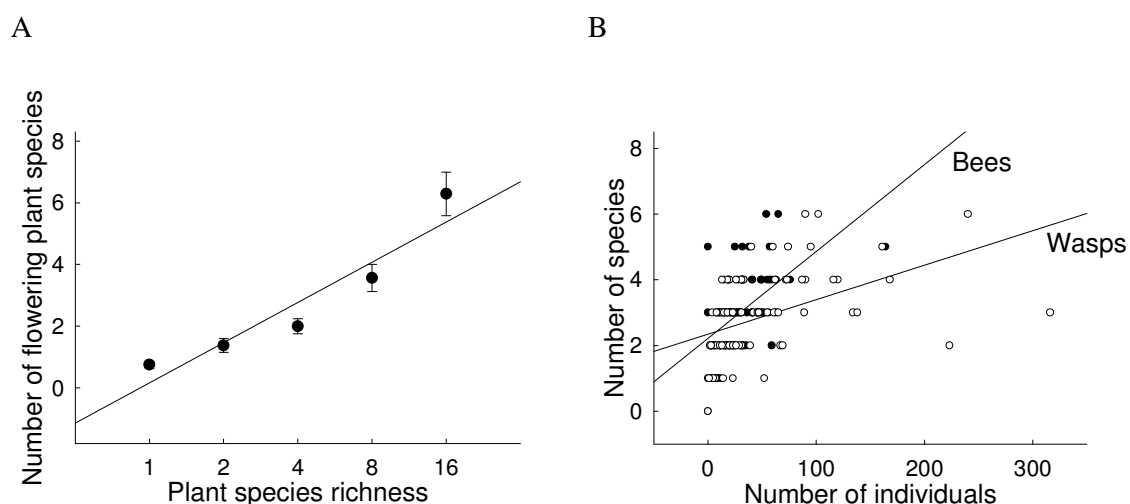 A
B
Number of flowering plant species
8
6
4
2
0
1
2
4
8
16
Plant species richness
Number of species
8
6
4
2
0
Bees
Wasps
0
100
200
300
Number of individuals